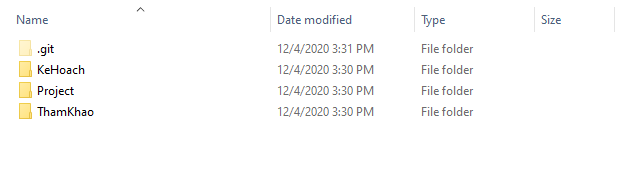 Name Date modified Type Size
.git 12/4/2020 3:31 PM File folder
KeHoach 12/4/2020 3:30 PM File folder
Project 12/4/2020 3:30 PM File folder
ThamKhao 12/4/2020 3:30 PM File folder